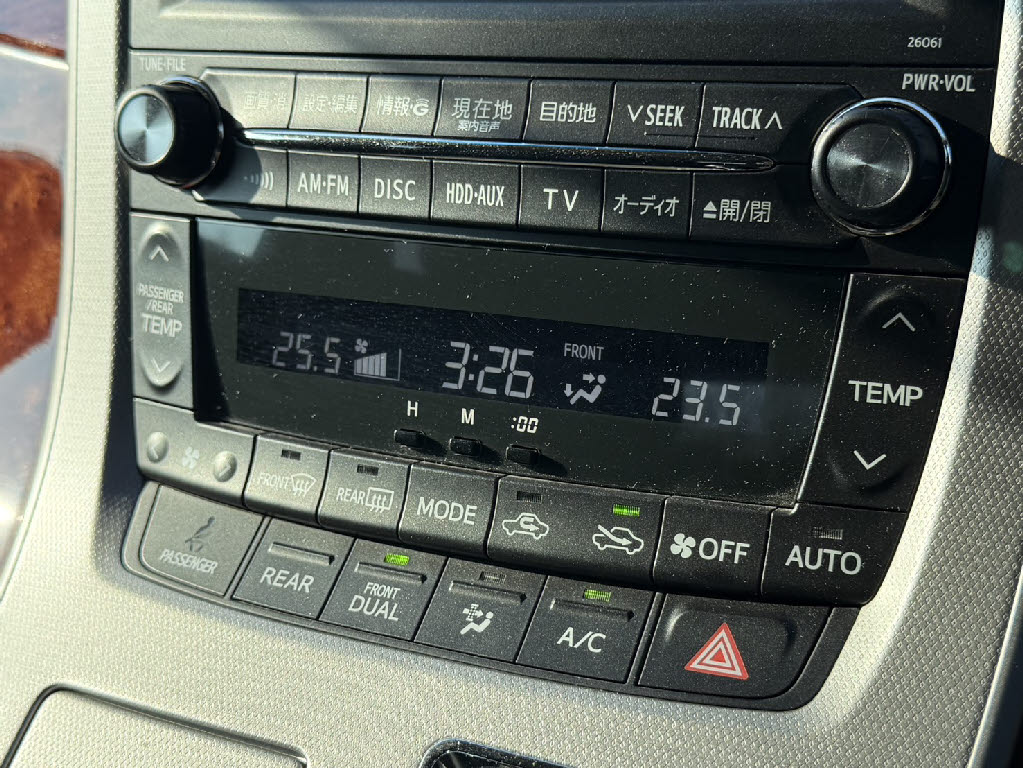 26061
TUNE·FILE
PWR·VOL
画質·消
設定·編集
情報·G
現在地
案内音声
目的地
∨SEEK
TRACK∧
AM·FM
DISC
HDD·AUX
TV
オーディオ
▲開/閉
PASSENGER
/REAR
TEMP
25.5
3:26
FRONT
23.5
TEMP
H
M
:00
FRONT
REAR
MODE
OFF
AUTO
PASSENGER
REAR
FRONT
DUAL
A/C